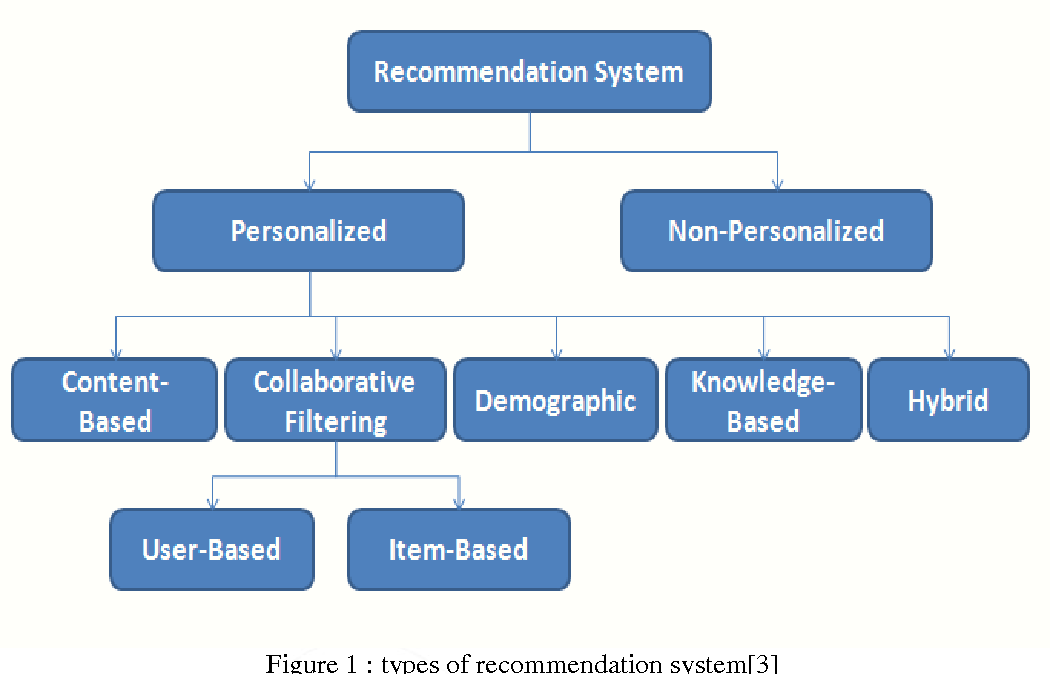 Recommendation System
Personalized
Non-Personalized
Content-
Based
Collaborative
Filtering
Demographic
Knowledge-
Based
Hybrid
User-Based
Item-Based
Figure 1 : types of recommendation system[3]